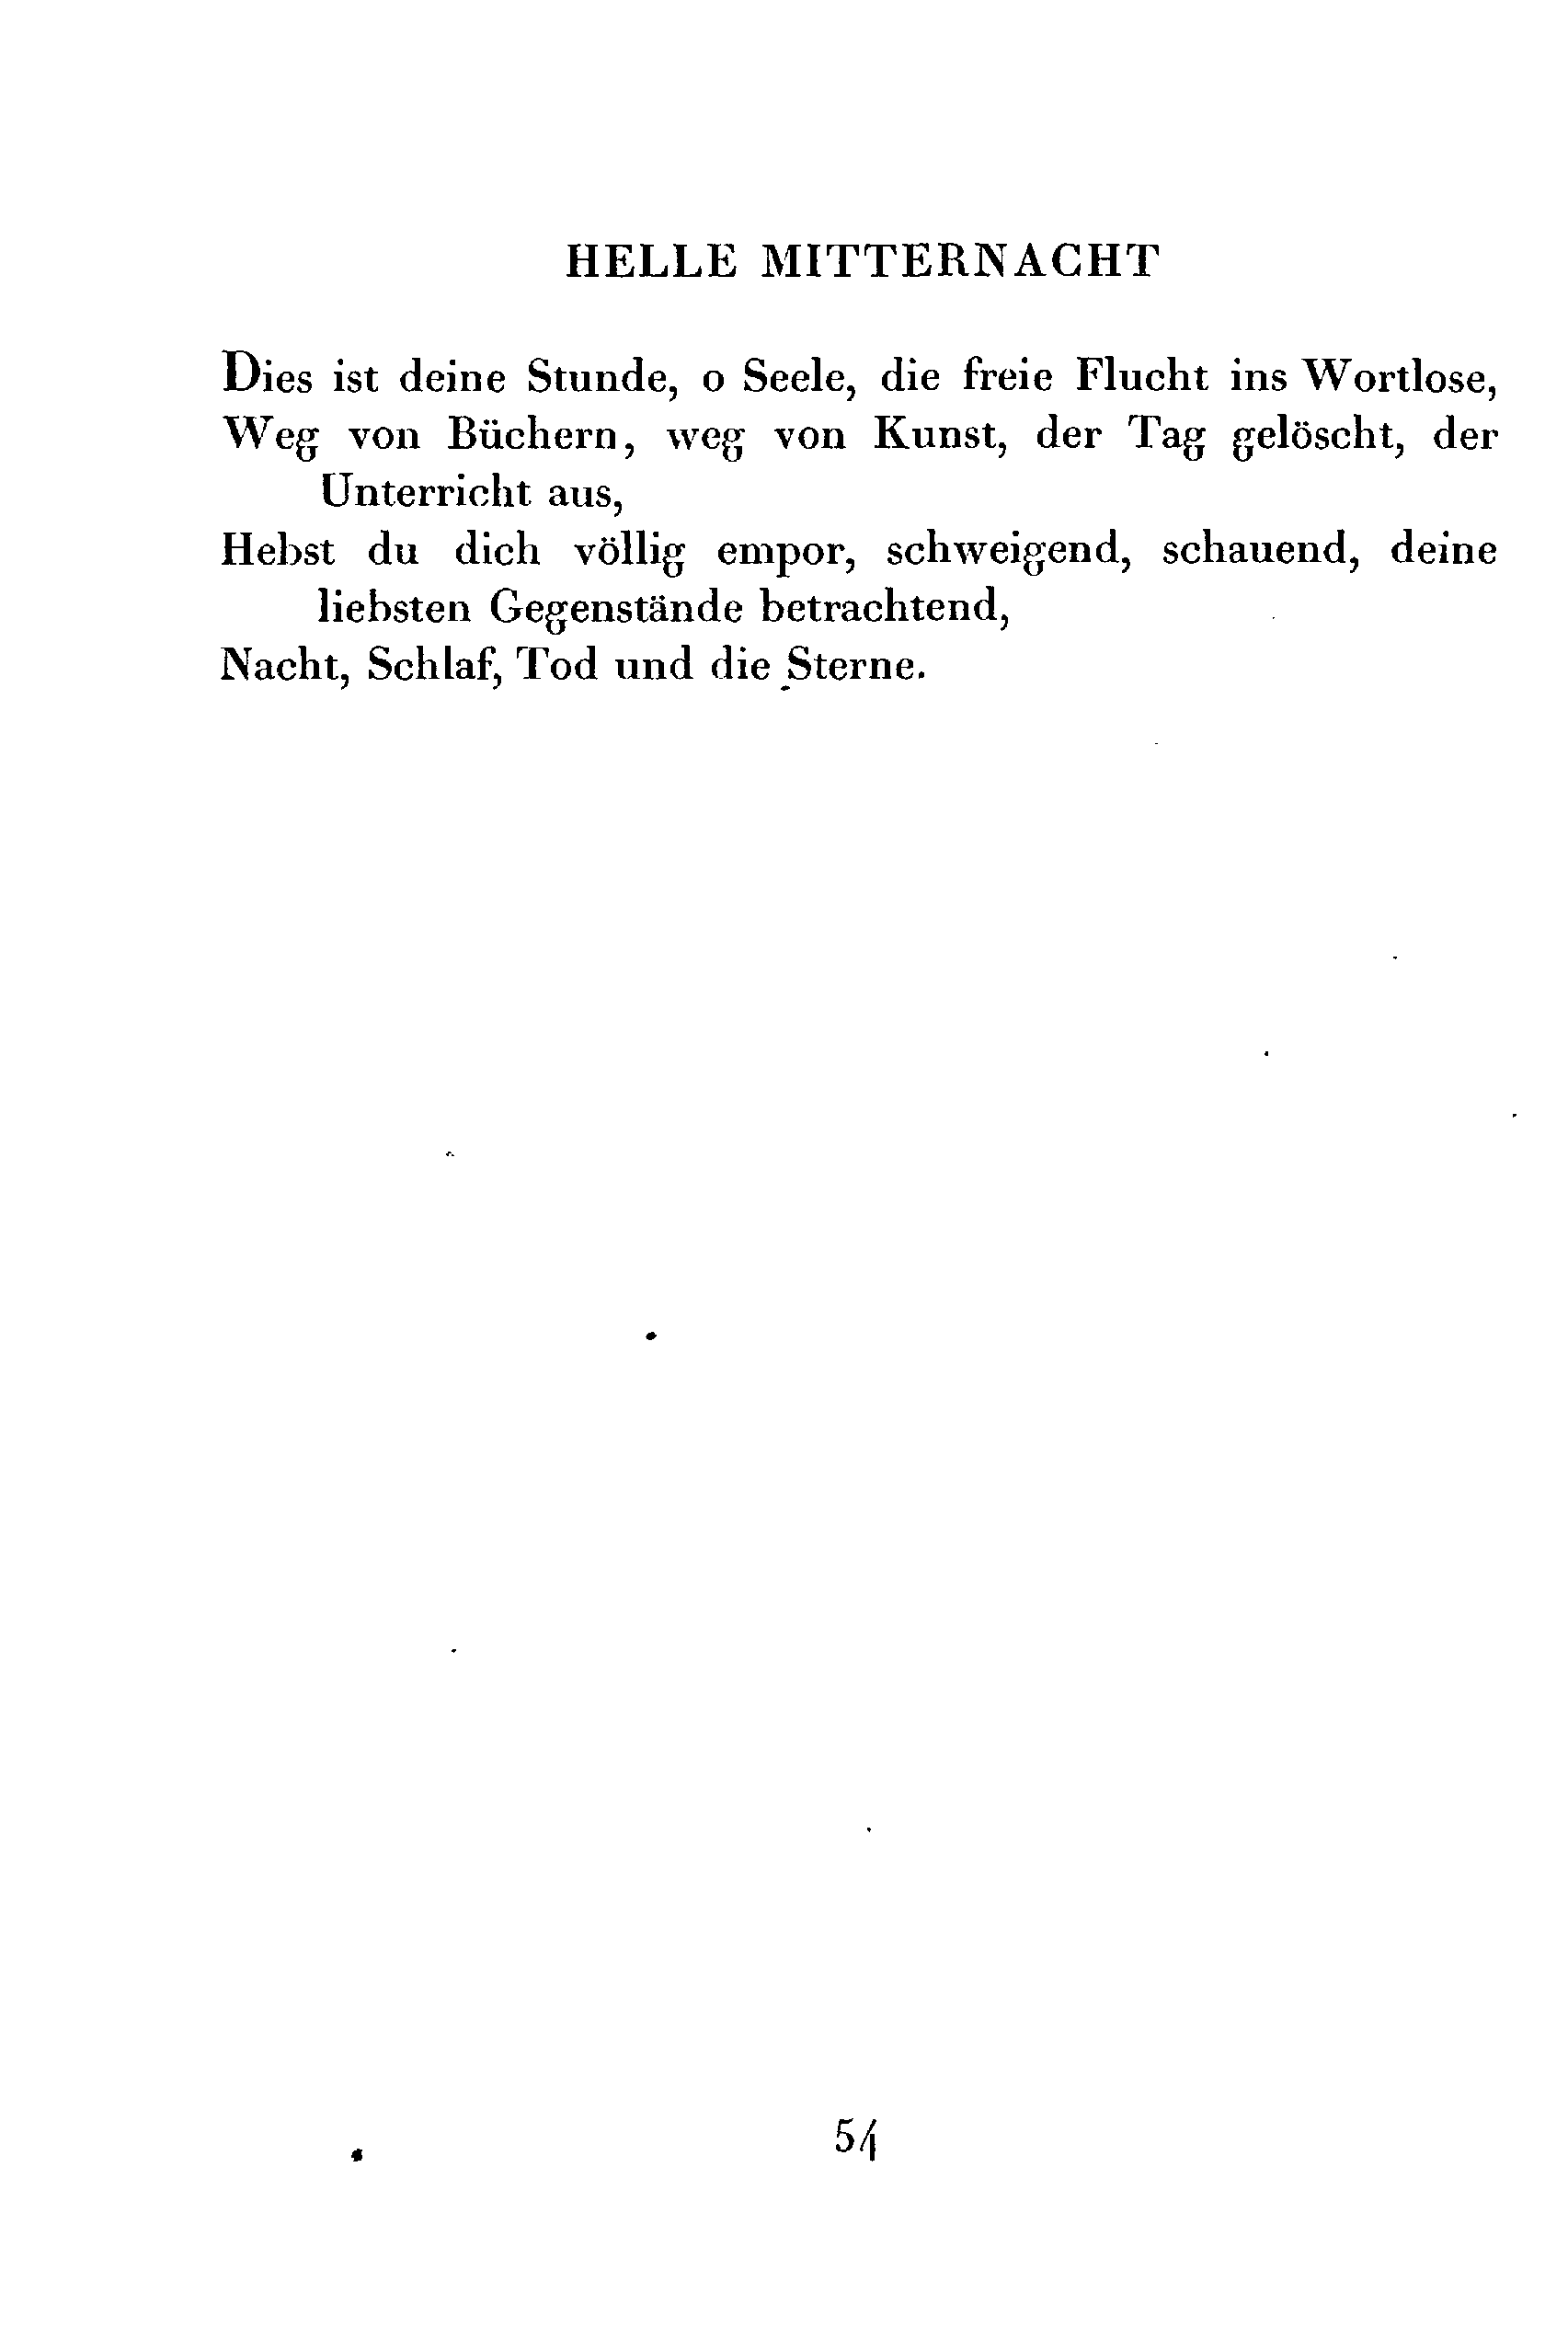 HELLE MITTERNACHT
Dies ist deine Stunde, o Seele, die freie Flucht ins Wortlose,
Weg von Büchern, weg von Kunst, der Tag gelöscht, der
Unterricht aus,
Hebst du dich völlig empor, schweigend, schauend, deine
liebsten Gegenstände betrachtend,
Nacht, Schlaf, Tod und die Sterne.
54